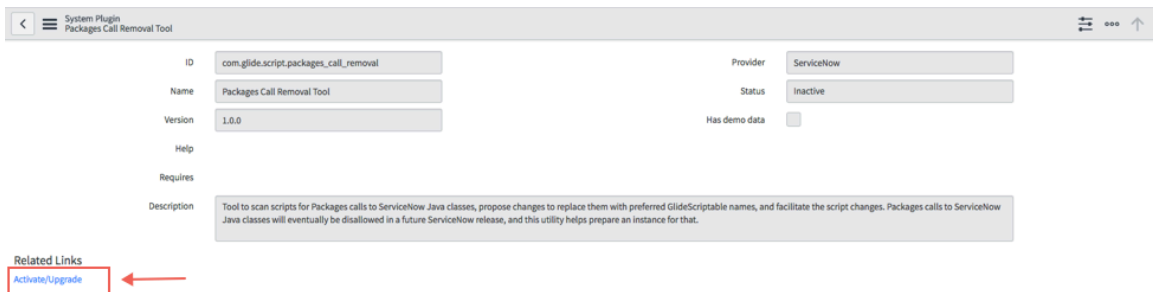 System Plugin
Packages Call Removal Tool
ID com.glide.script.packages_call_removal Provider ServiceNow
Name Packages Call Removal Tool Status Inactive
Version 1.0.0 Has demo data
Help
Requires
Description Tool to scan scripts for Packages calls to ServiceNow Java classes, propose changes to replace them with preferred GlideScriptable names, and facilitate the script changes. Packages calls to ServiceNow
Java classes will eventually be disallowed in a future ServiceNow release, and this utility helps prepare an instance for that.
Related Links
Activate/Upgrade